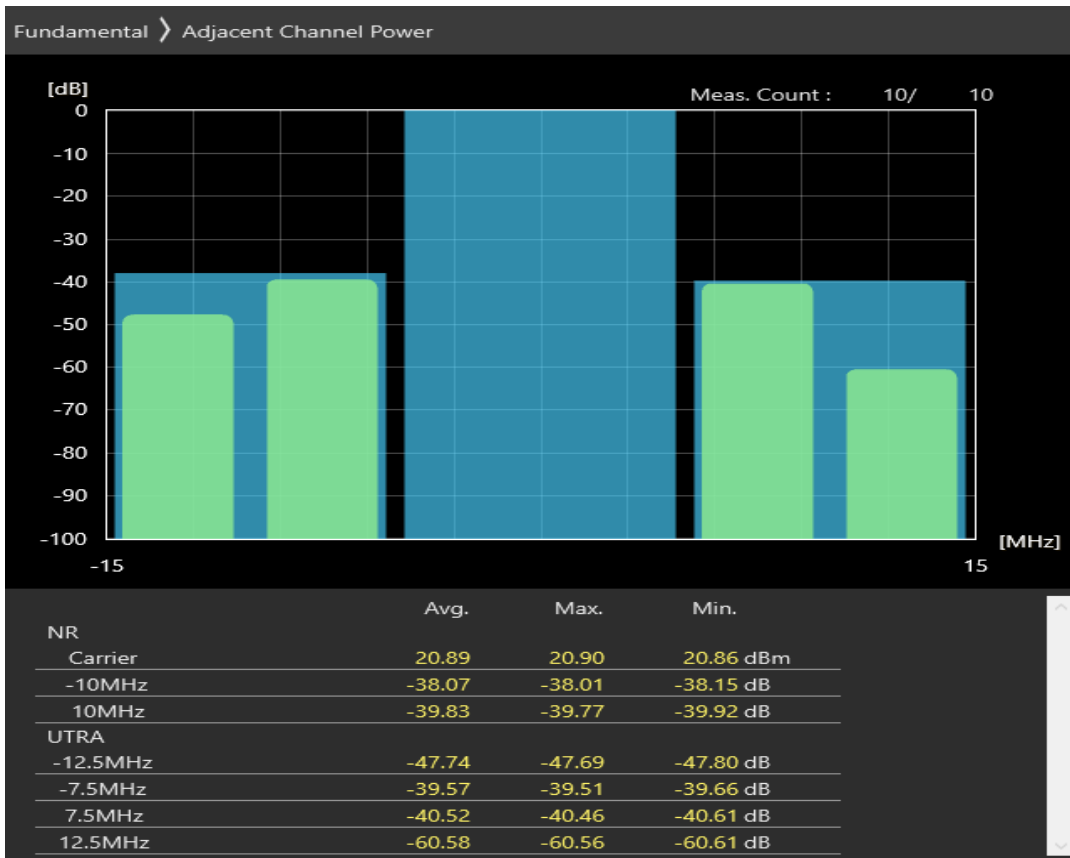 Fundamental 〉 Adjacent Channel Power
[dB]
Meas. Count : 10/ 10
0
-10
-20
-30
-40
-50
-60
-70
-80
-90
-100
[MHz]
-15 15
Avg. Max. Min.
NR
Carrier 20.89 20.90 20.86 dBm
-10MHz -38.07 -38.01 -38.15 dB
10MHz -39.83 -39.77 -39.92 dB
UTRA
-12.5MHz -47.74 -47.69 -47.80 dB
-7.5MHz -39.57 -39.51 -39.66 dB
7.5MHz -40.52 -40.46 -40.61 dB
12.5MHz -60.58 -60.56 -60.61 dB